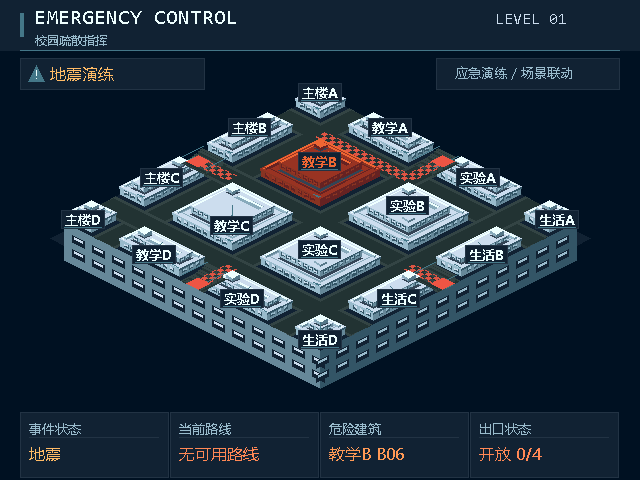 EMERGENCY CONTROL
LEVEL 01
校园疏散指挥
地震演练
应急演练 / 场景联动
主楼A
主楼B
教学A
教学B
主楼C
实验A
实验B
主楼D
教学C
生活A
实验C
教学D
生活B
实验D
生活C
生活D
事件状态
地震
当前路线
无可用路线
危险建筑
教学B B06
出口状态
开放 0/4